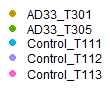 AD33_T301
AD33_T305
Control_T111
Control_T112
Control_T113